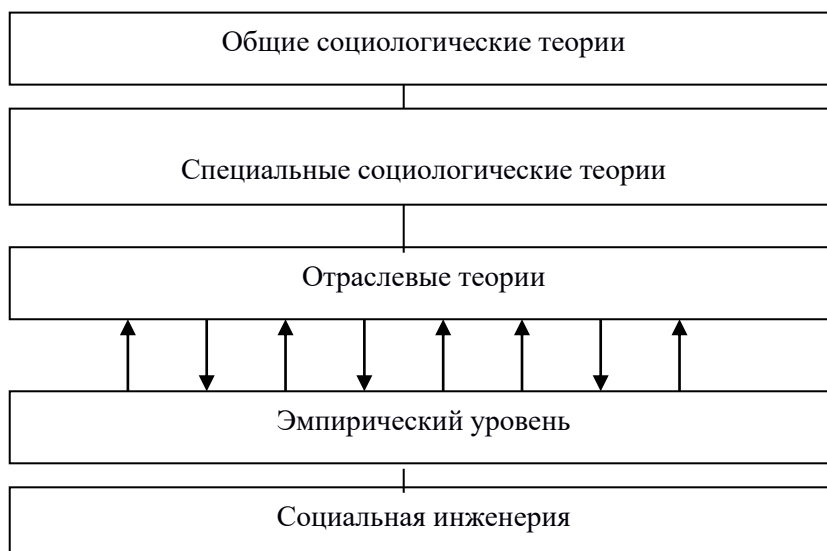 Общие социологические теории
Специальные социологические теории
Отраслевые теории
Эмпирический уровень
Социальная инженерия